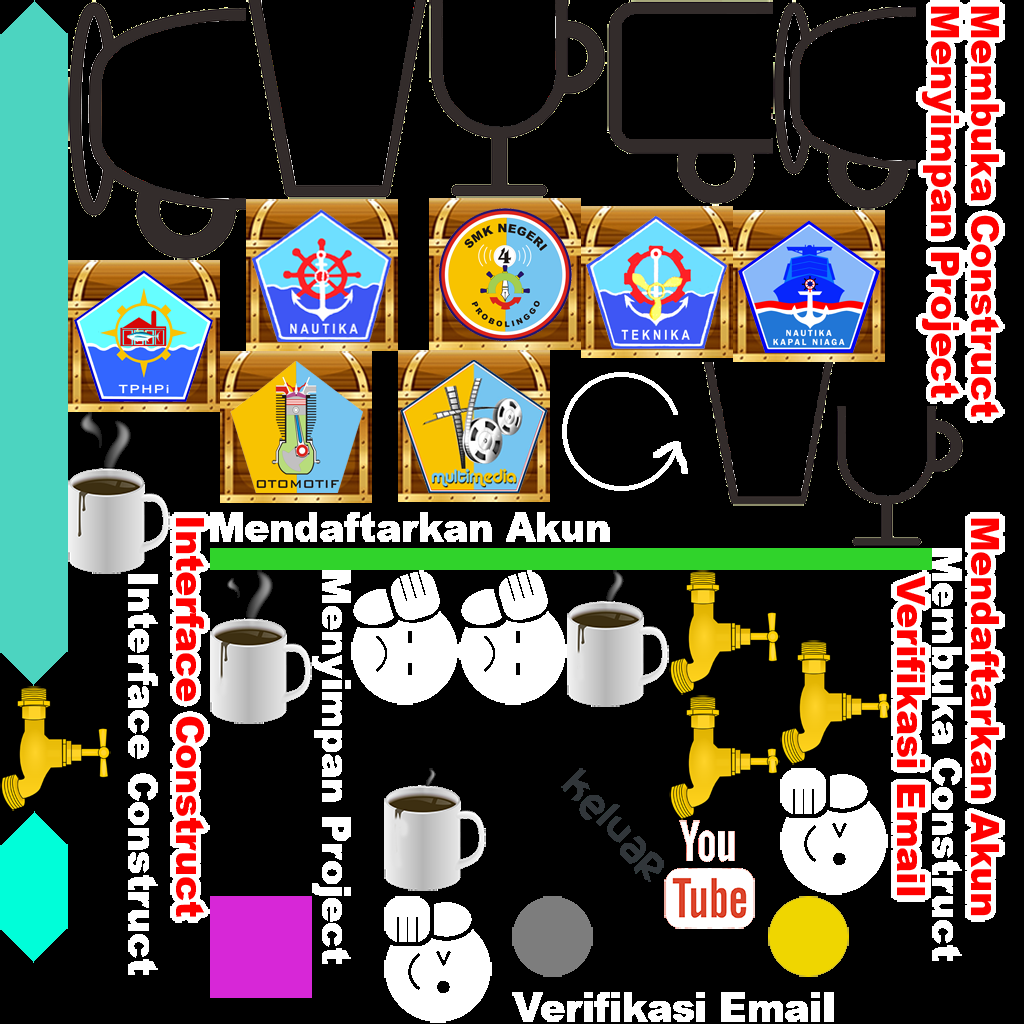 Membuka Construct
Menyimpan Project
NAUTIKA
SMK NEGERI
4
PROBOLINGGO
TEKNIKA
NAUTIKA
KAPAL NIAGA
TPHPi
OTOMOTIF
multimedia
Mendaftarkan Akun
Interface Construct
Interface Construct
Menyimpan Project
Mendaftarkan Akun
Verifikasi Email
Membuka Construct
keluaR
You
Tube
Verifikasi Email